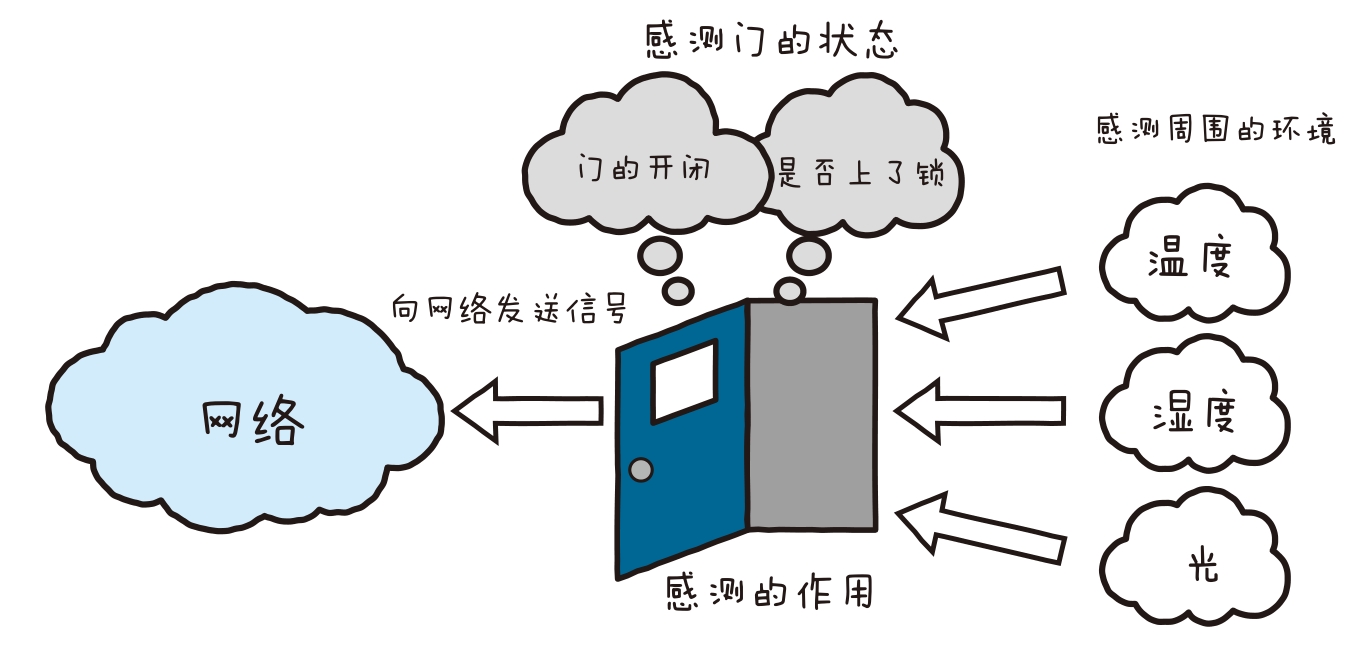 感测门的状态
感测周围的环境
门的开闭
是否上了锁
温度
向网络发送信号
网络
湿度
光
感测的作用